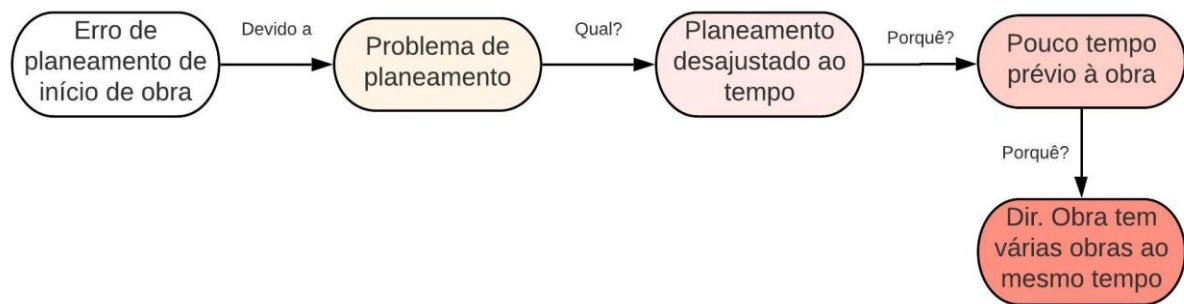 Erro de
planeamento de
início de obra
Devido a
Problema de
planeamento
Qual?
Planeamento
desajustado ao
tempo
Porquê?
Pouco tempo
prévio à obra
Porquê?
Dir. Obra tem
várias obras ao
mesmo tempo